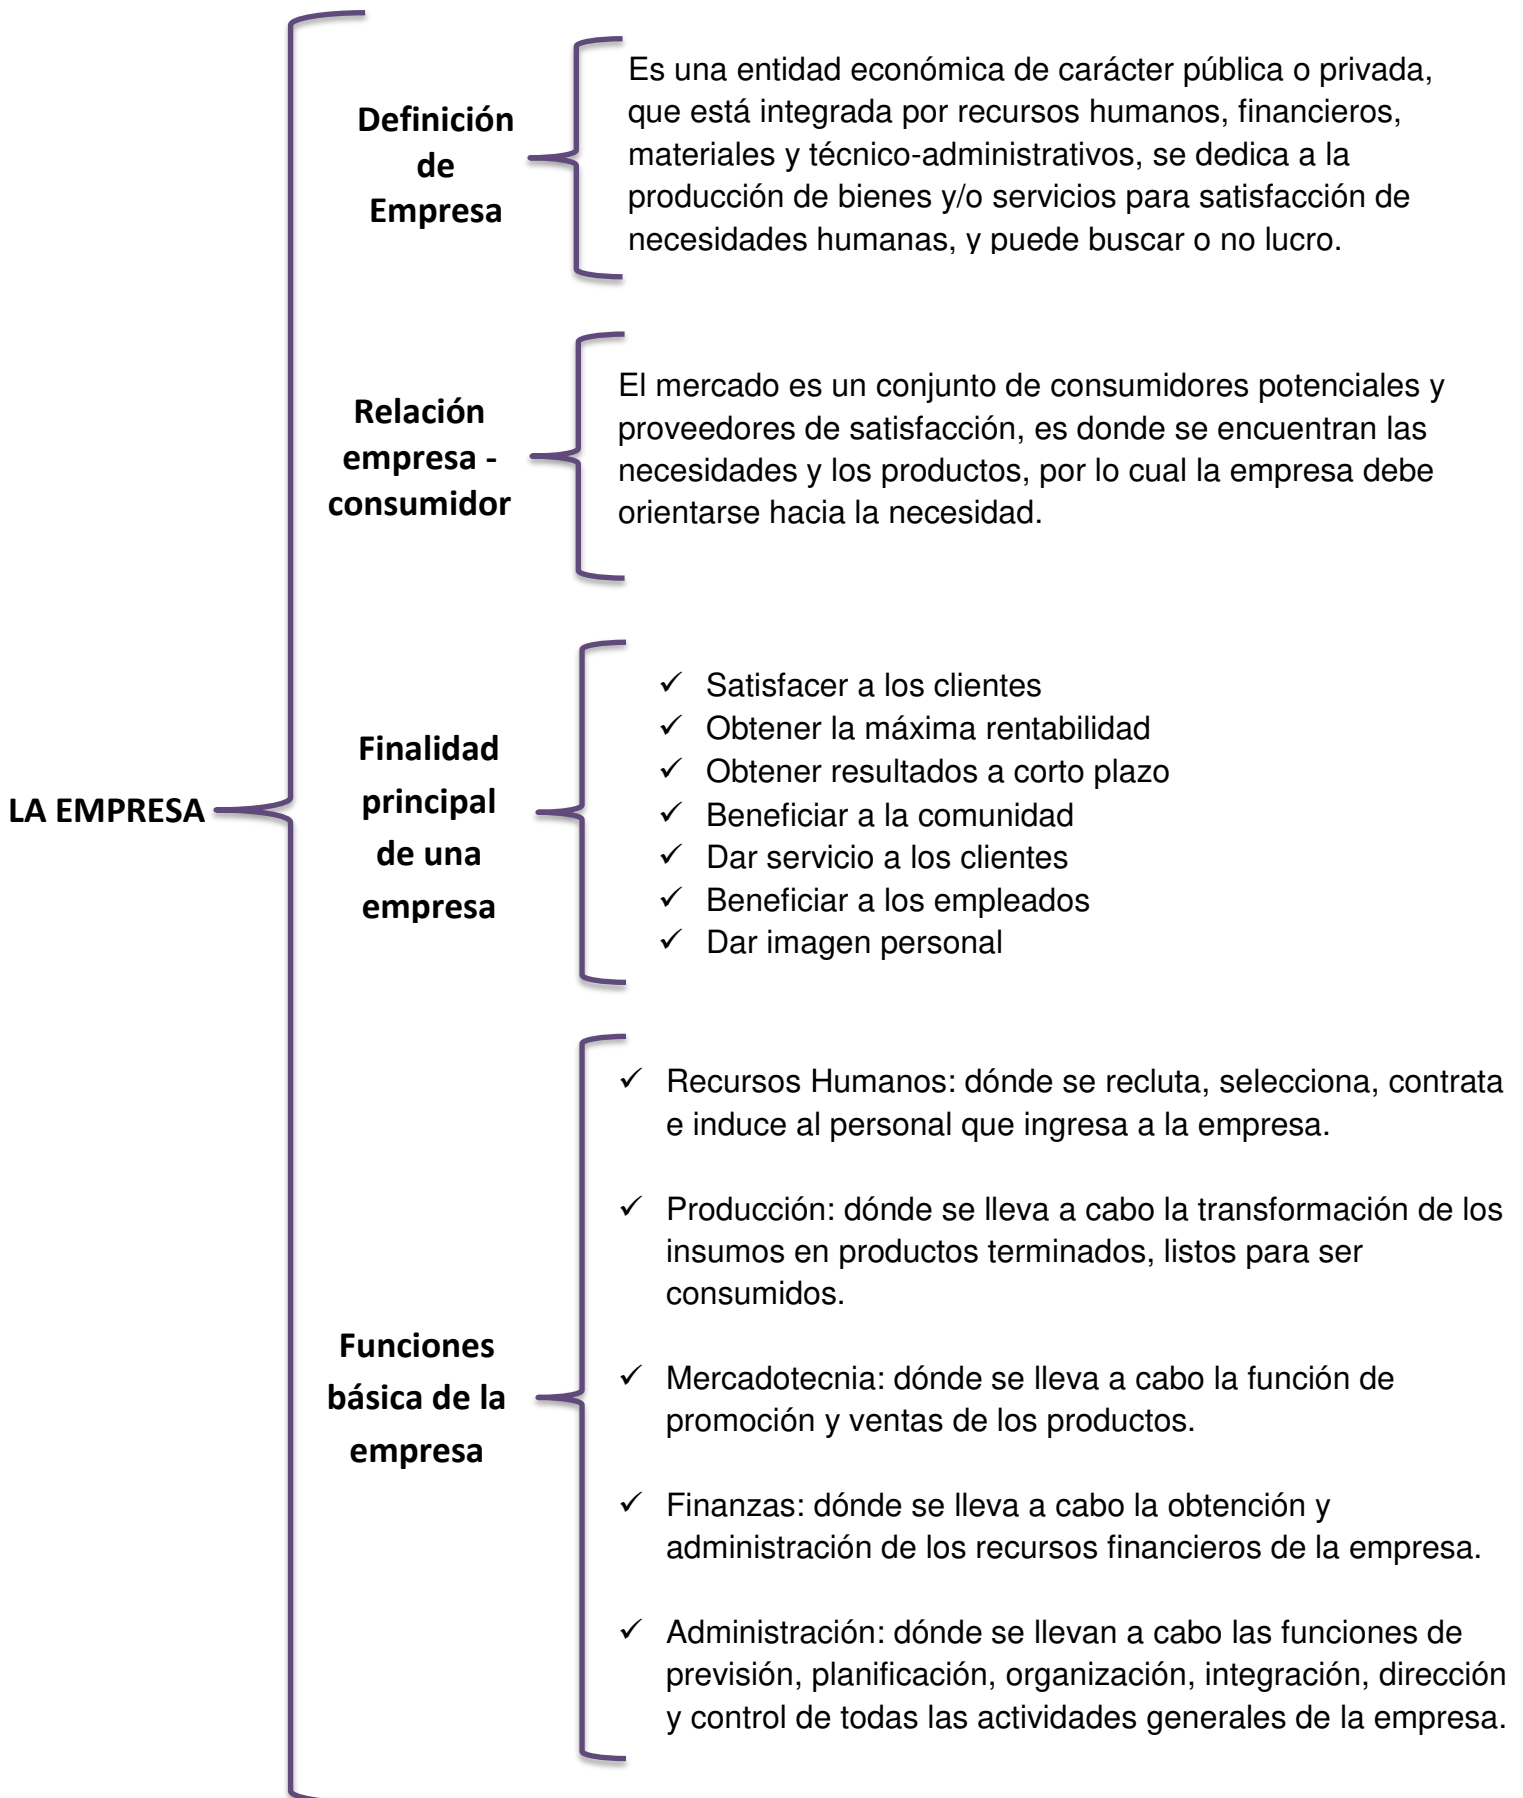 LA EMPRESA
Definición
de
Empresa
Es una entidad económica de carácter pública o privada,
que está integrada por recursos humanos, financieros,
materiales y técnico-administrativos, se dedica a la
producción de bienes y/o servicios para satisfacción de
necesidades humanas, y puede buscar o no lucro.
Relación
empresa -
consumidor
El mercado es un conjunto de consumidores potenciales y
proveedores de satisfacción, es donde se encuentran las
necesidades y los productos, por lo cual la empresa debe
orientarse hacia la necesidad.
Finalidad
principal
de una
empresa
✓ Satisfacer a los clientes
✓ Obtener la máxima rentabilidad
✓ Obtener resultados a corto plazo
✓ Beneficiar a la comunidad
✓ Dar servicio a los clientes
✓ Beneficiar a los empleados
✓ Dar imagen personal
Funciones
básica de la
empresa
✓ Recursos Humanos: dónde se recluta, selecciona, contrata
e induce al personal que ingresa a la empresa.
✓ Producción: dónde se lleva a cabo la transformación de los
insumos en productos terminados, listos para ser
consumidos.
✓ Mercadotecnia: dónde se lleva a cabo la función de
promoción y ventas de los productos.
✓ Finanzas: dónde se lleva a cabo la obtención y
administración de los recursos financieros de la empresa.
✓ Administración: dónde se llevan a cabo las funciones de
previsión, planificación, organización, integración, dirección
y control de todas las actividades generales de la empresa.